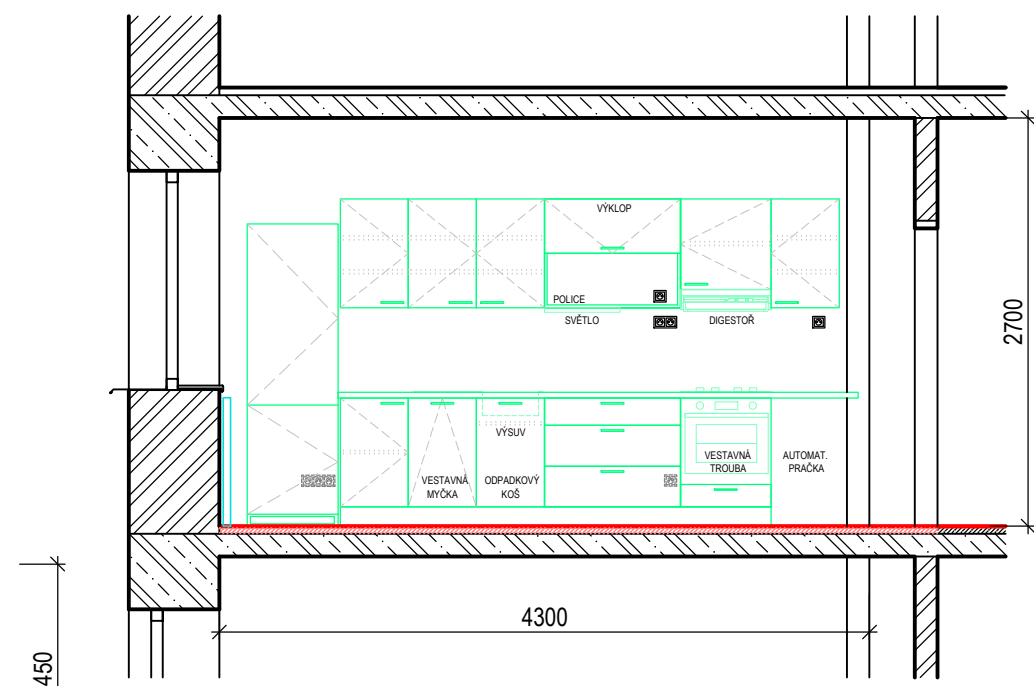 VÝKLOP
POLICE
SVĚTLO
DIGESTOŘ
2700
VÝSUV
VESTAVNÁ
MYČKA
ODPADKOVÝ
KOŠ
VESTAVNÁ
TROUBA
AUTOMAT.
PRAČKA
4300
450